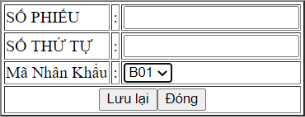 SỐ PHIẾU :
SỐ THỨ TỰ :
Mã Nhân Khẩu : B01
Lưu lại Đóng